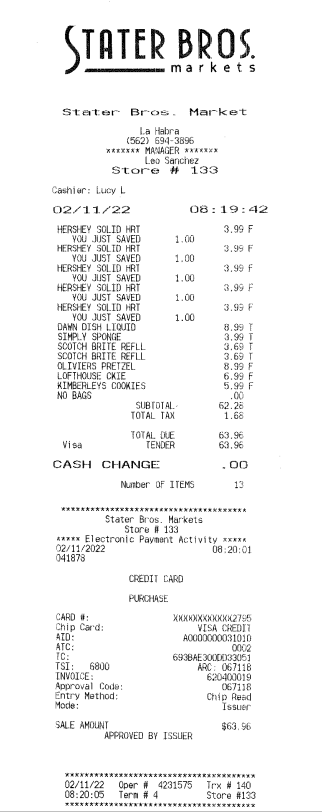 STATER BROS.
markets
Stater Bros. Market
La Habra
(562) 694-3896
******* MANAGER *******
Leo Sanchez
Store # 133
Cashier: Lucy L
02/11/22 08:19:42
HERSHEY SOLID HRT 3.99 F
YOU JUST SAVED 1.00
HERSHEY SOLID HRT 3.99 F
YOU JUST SAVED 1.00
HERSHEY SOLID HRT 3.99 F
YOU JUST SAVED 1.00
HERSHEY SOLID HRT 3.99 F
YOU JUST SAVED 1.00
HERSHEY SOLID HRT 3.99 F
YOU JUST SAVED 1.00
DAWN DISH LIQUID 8.99 T
SIMPLY SPONGE 3.99 T
SCOTCH BRITE REFLL 3.69 T
SCOTCH BRITE REFLL 3.69 T
OLIVIERS PRETZEL 8.99 F
LOFTHOUSE CKIE 6.99 F
KIMBERLEYS COOKIES 5.99 F
NO BAGS .00
SUBTOTAL 62.28
TOTAL TAX 1.68
TOTAL DUE 63.96
Visa TENDER 63.96
CASH CHANGE .00
Number OF ITEMS 13
************************************
Stater Bros. Markets
Store # 133
***** Electronic Payment Activity *****
02/11/2022 08:20:01
041878
CREDIT CARD
PURCHASE
CARD #: XXXXXXXXXXXX2795
Chip Card: VISA CREDIT
AID: A0000000031010
ATC: 0002
TC: 693BAE300DD33051
TSI: 6800 ARC: 067118
INVOICE: 620400019
Approval Code: 067118
Entry Method: Chip Read
Mode: Issuer
SALE AMOUNT $63.96
APPROVED BY ISSUER
************************************
02/11/22 Oper # 4231575 Trx # 140
08:20:05 Term # 4 Store #133
************************************